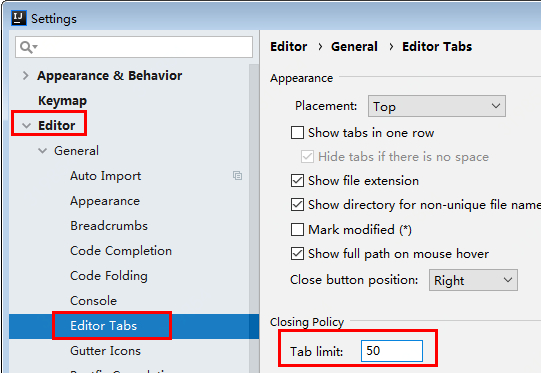 IJ Settings
Appearance & Behavior
Keymap
Editor
General
Auto Import
Appearance
Breadcrumbs
Code Completion
Code Folding
Console
Editor Tabs
Gutter Icons
Editor › General › Editor Tabs
Appearance
Placement: Top
Show tabs in one row
Hide tabs if there is no space
Show file extension
Show directory for non-unique file name
Mark modified (*)
Show full path on mouse hover
Close button position: Right
Closing Policy
Tab limit: 50